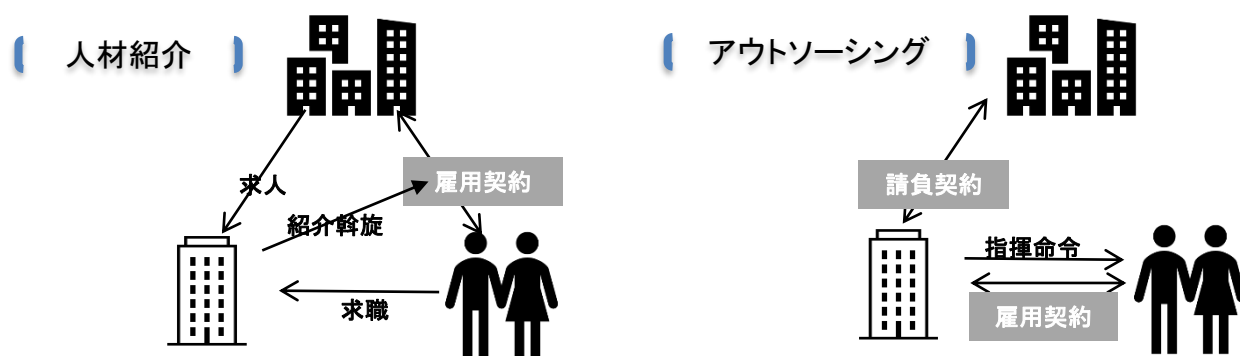 人材紹介
求人
雇用契約
紹介斡旋
求職
アウトソーシング
請負契約
指揮命令
雇用契約